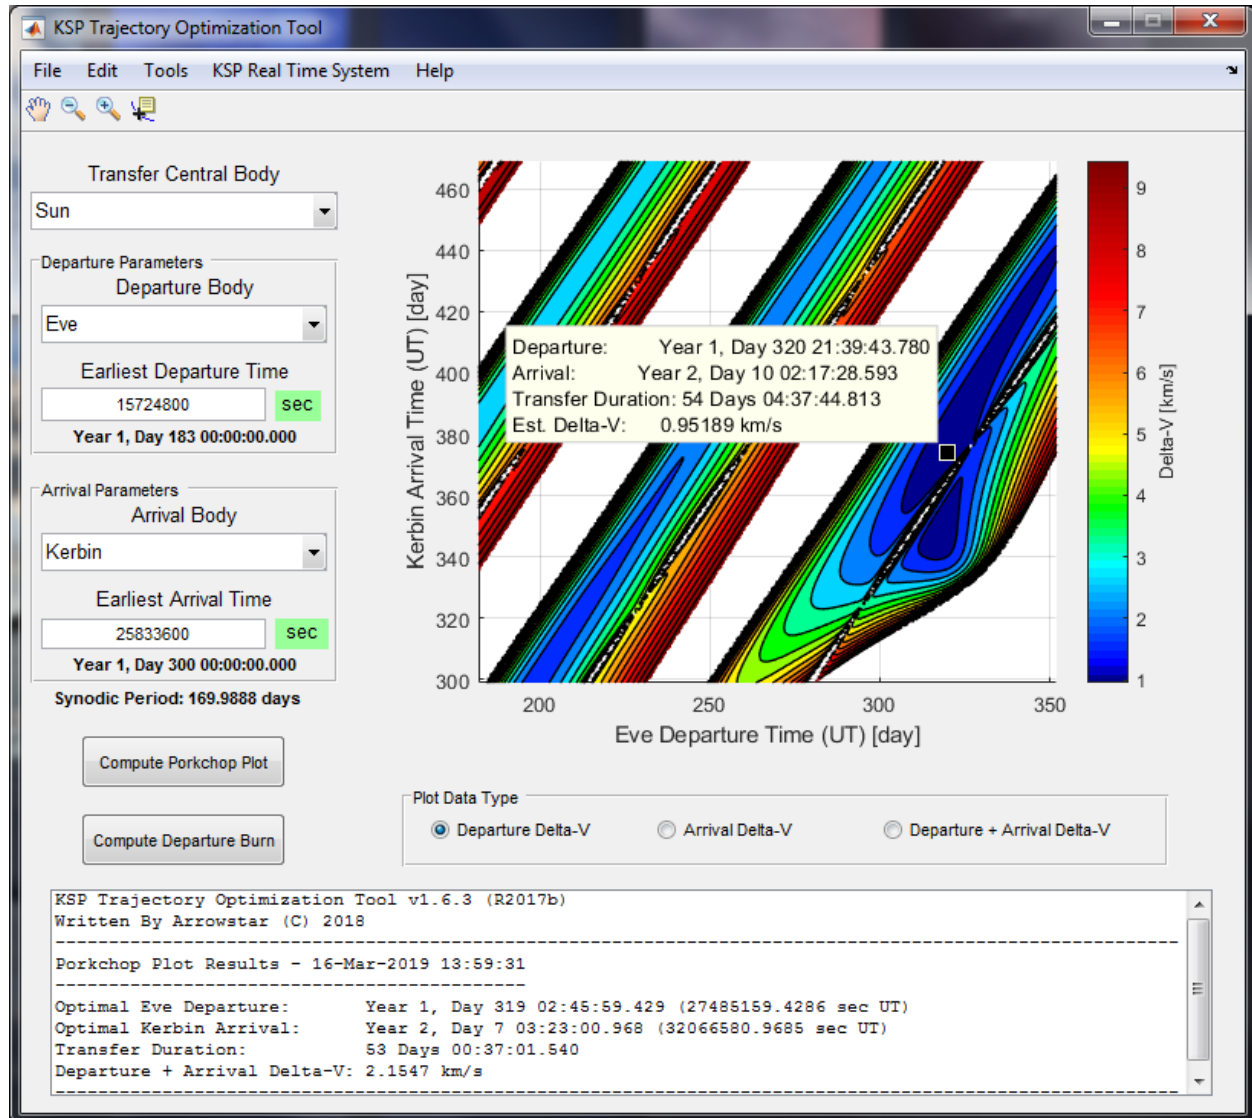 KSP Trajectory Optimization Tool
File Edit Tools KSP Real Time System Help
Transfer Central Body
Sun
Departure Parameters
Departure Body
Eve
Earliest Departure Time
15724800 sec
Year 1, Day 183 00:00:00.000
Arrival Parameters
Arrival Body
Kerbin
Earliest Arrival Time
25833600 sec
Year 1, Day 300 00:00:00.000
Synodic Period: 169.9888 days
Compute Porkchop Plot
Compute Departure Burn
Kerbin Arrival Time (UT) [day]
460
440
420
400
380
360
340
320
300
Departure: Year 1, Day 320 21:39:43.780
Arrival: Year 2, Day 10 02:17:28.593
Transfer Duration: 54 Days 04:37:44.813
Est. Delta-V: 0.95189 km/s
200 250 300 350
Eve Departure Time (UT) [day]
9
8
7
6
5
4
3
2
1
Delta-V [km/s]
Plot Data Type
Departure Delta-V Arrival Delta-V Departure + Arrival Delta-V
KSP Trajectory Optimization Tool v1.6.3 (R2017b)
Written By Arrowstar (C) 2018
Porkchop Plot Results - 16-Mar-2019 13:59:31
Optimal Eve Departure: Year 1, Day 319 02:45:59.429 (27485159.4286 sec UT)
Optimal Kerbin Arrival: Year 2, Day 7 03:23:00.968 (32066580.9685 sec UT)
Transfer Duration: 53 Days 00:37:01.540
Departure + Arrival Delta-V: 2.1547 km/s